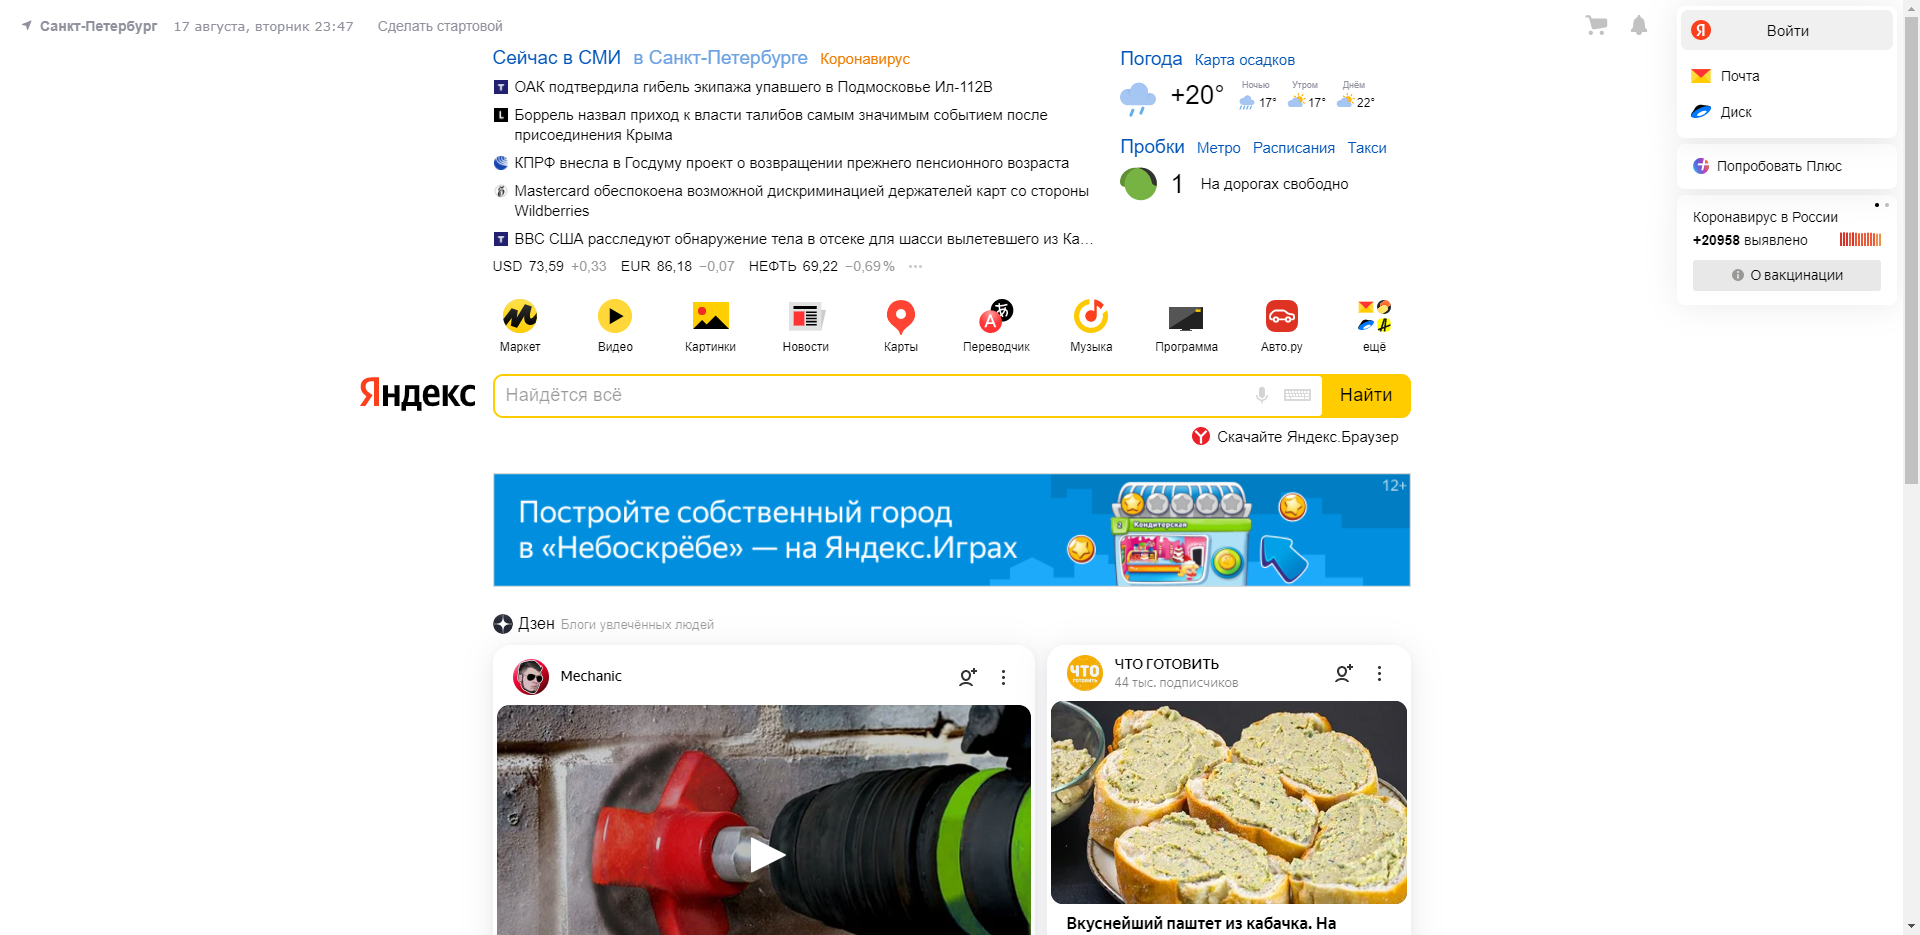 Санкт-Петербург 17 августа, вторник 23:47 Сделать стартовой
Сейчас в СМИ в Санкт-Петербурге Коронавирус
ОАК подтвердила гибель экипажа упавшего в Подмосковье Ил-112В
Боррель назвал приход к власти талибов самым значимым событием после
присоединения Крыма
КПРФ внесла в Госдуму проект о возвращении прежнего пенсионного возраста
Mastercard обеспокоена возможной дискриминацией держателей карт со стороны
Wildberries
ВВС США расследуют обнаружение тела в отсеке для шасси вылетевшего из Ка…
USD 73,59 +0,33 EUR 86,18 −0,07 НЕФТЬ 69,22 −0,69%
Погода Карта осадков
+20° Ночью 17° Утром 17° Днём 22°
Пробки Метро Расписания Такси
1 На дорогах свободно
Войти
Почта
Диск
Попробовать Плюс
Коронавирус в России
+20958 выявлено
О вакцинации
Маркет Видео Картинки Новости Карты Переводчик Музыка Программа Авто.ру ещё
Яндекс Найдётся всё Найти
Скачайте Яндекс.Браузер
Постройте собственный город
в «Небоскрёбе» — на Яндекс.Играх
12+
2 Кондитерская
Дзен Блоги увлечённых людей
Mechanic
ЧТО ГОТОВИТЬ
44 тыс. подписчиков
ЧТО
ГОТОВИТЬ
Вкуснейший паштет из кабачка. На